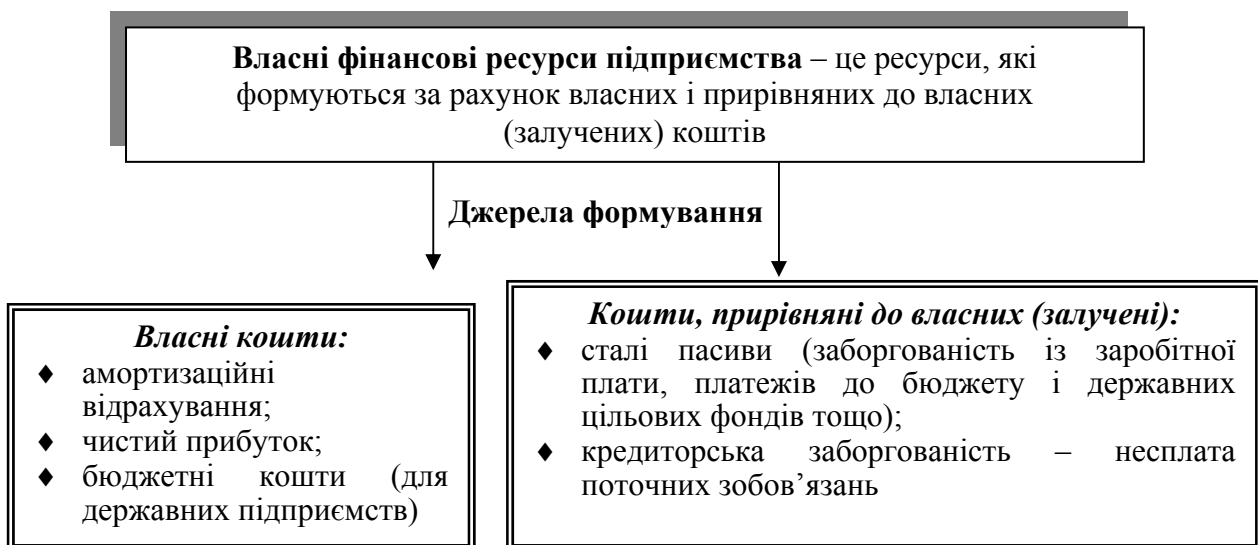 Власні фінансові ресурси підприємства – це ресурси, які
формуються за рахунок власних і прирівняних до власних
(залучених) коштів
Джерела формування
Власні кошти:
♦ амортизаційні
відрахування;
♦ чистий прибуток;
♦ бюджетні кошти (для
державних підприємств)
Кошти, прирівняні до власних (залучені):
♦ сталі пасиви (заборгованість із заробітної
плати, платежів до бюджету і державних
цільових фондів тощо);
♦ кредиторська заборгованість – несплата
поточних зобов’язань